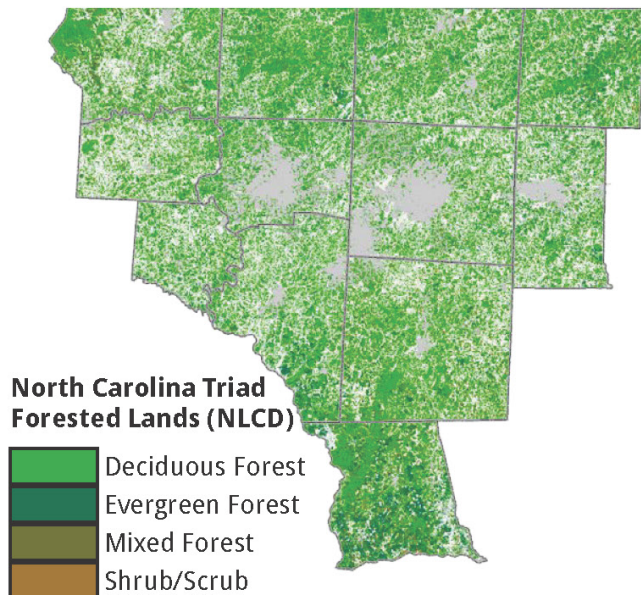 North Carolina Triad
Forested Lands (NLCD)
Deciduous Forest
Evergreen Forest
Mixed Forest
Shrub/Scrub